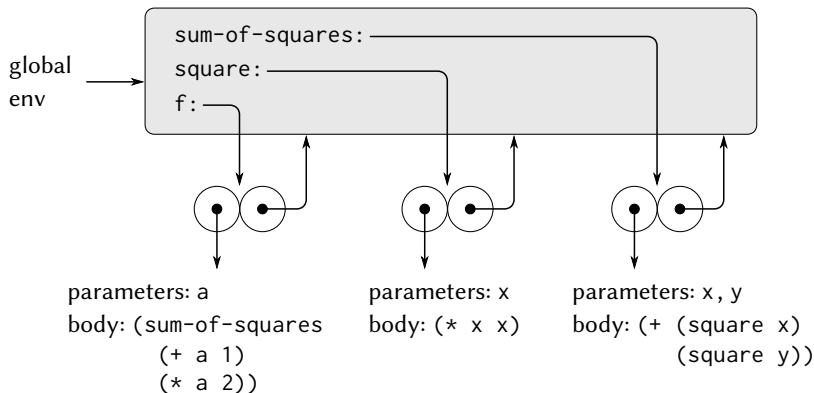 sum-of-squares:
global
env
square:
f:
parameters: a
body: (sum-of-squares
(+ a 1)
(* a 2))
parameters: x
body: (* x x)
parameters: x, y
body: (+ (square x)
(square y))